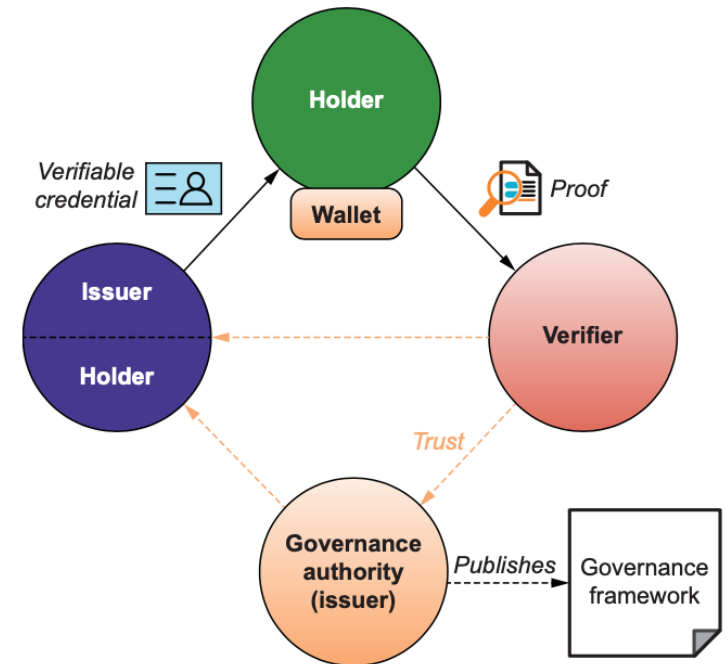 Holder
Verifiable
credential
Proof
Wallet
Issuer
Holder
Verifier
Trust
Governance
authority
(issuer)
Publishes
Governance
framework